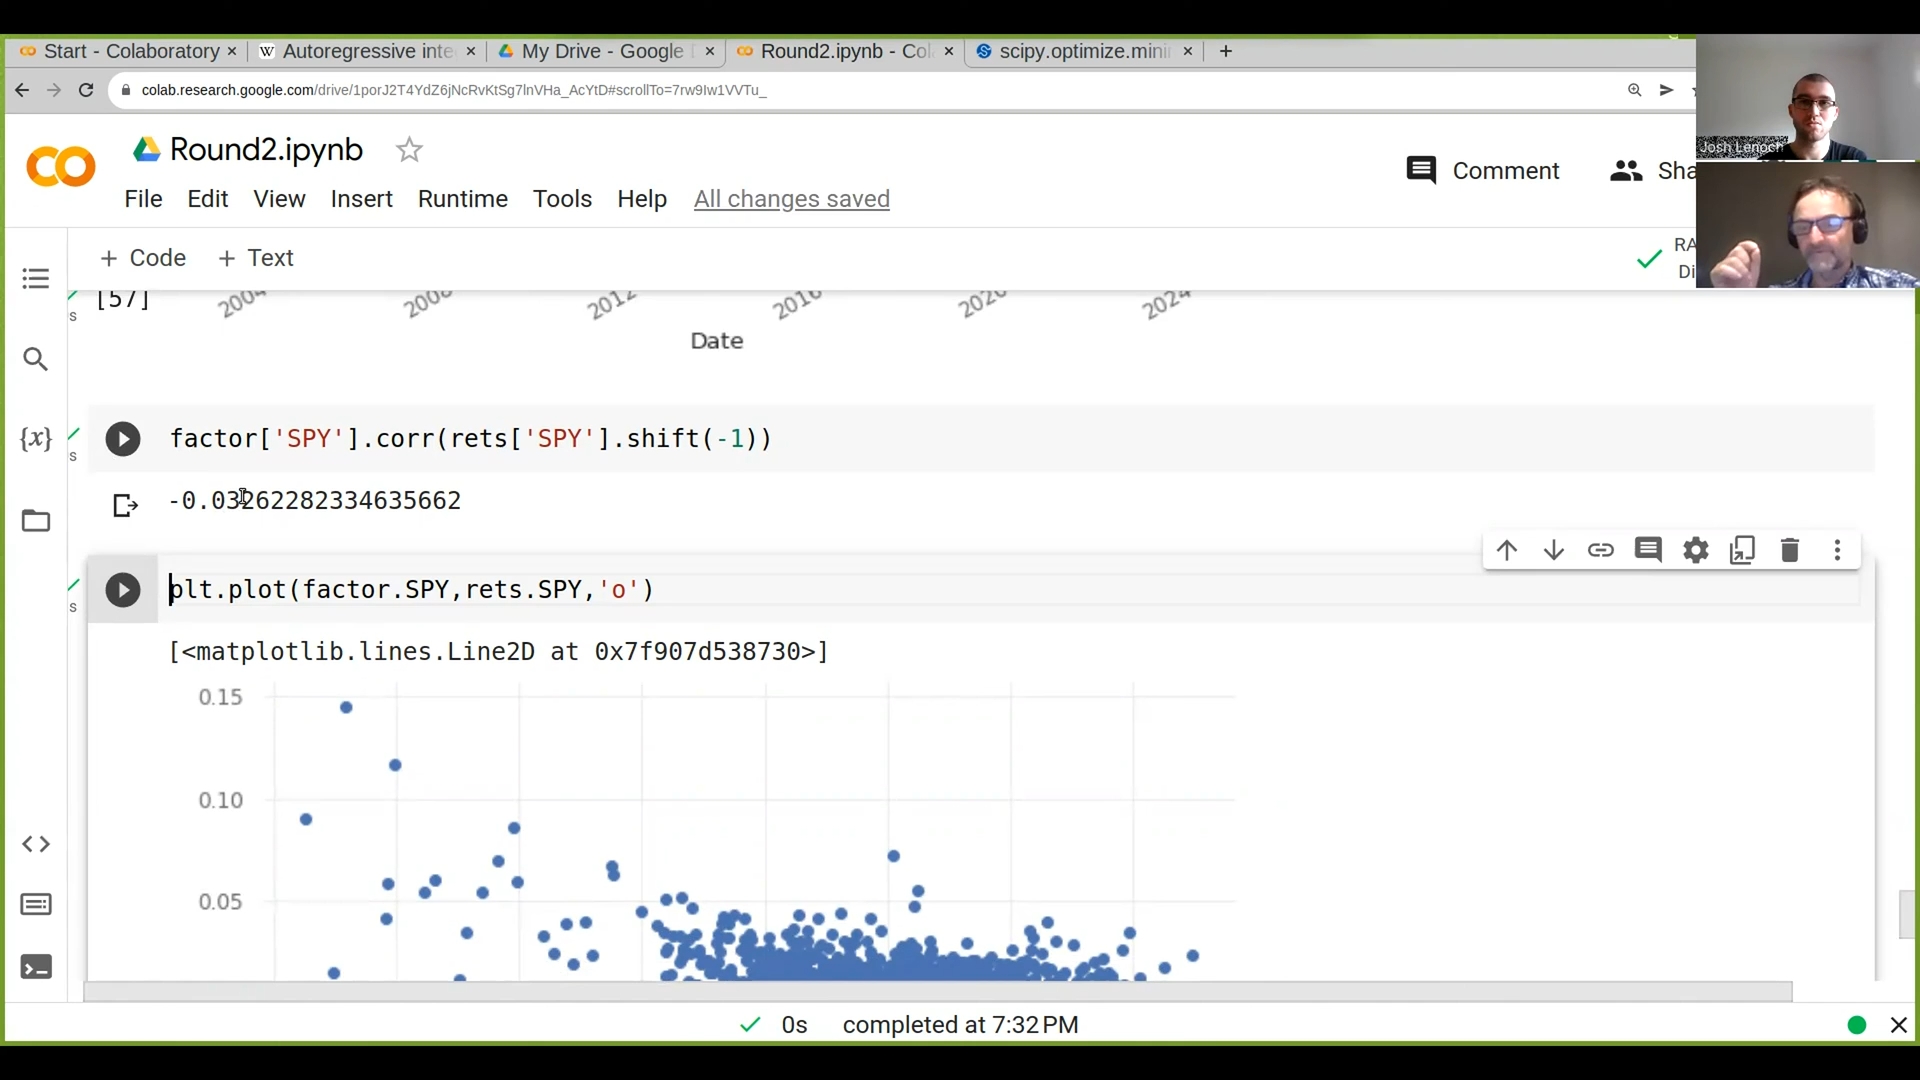 Start - Colaboratory
Autoregressive inte
My Drive - Google
Round2.ipynb - Col
scipy.optimize.mini
colab.research.google.com/drive/1porJ2T4YdZ6jNcRvKtSg7lnVHa_AcYtD#scrollTo=7rw9Iw1VVTu_
Round2.ipynb
Comment
Sha
File Edit View Insert Runtime Tools Help All changes saved
+ Code + Text
RA
Di
Josh Lenoch
[57]
2004 2008 2012 2016 2020 2024
Date
factor['SPY'].corr(rets['SPY'].shift(-1))
-0.03262282334635662
plt.plot(factor.SPY,rets.SPY,'o')
[<matplotlib.lines.Line2D at 0x7f907d538730>]
0.15
0.10
0.05
0s completed at 7:32 PM